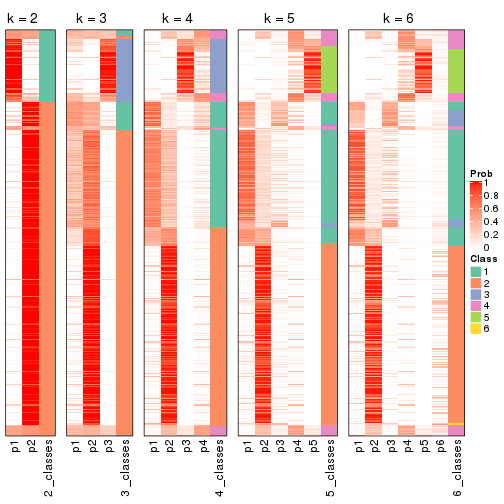 k = 2
k = 3
k = 4
k = 5
k = 6
Prob
1
0.8
0.6
0.4
0.2
0
Class
1
2
3
4
5
6
p1
p2
2_classes
p1
p2
p3
3_classes
p1
p2
p3
p4
4_classes
p1
p2
p3
p4
p5
5_classes
p1
p2
p3
p4
p5
p6
6_classes